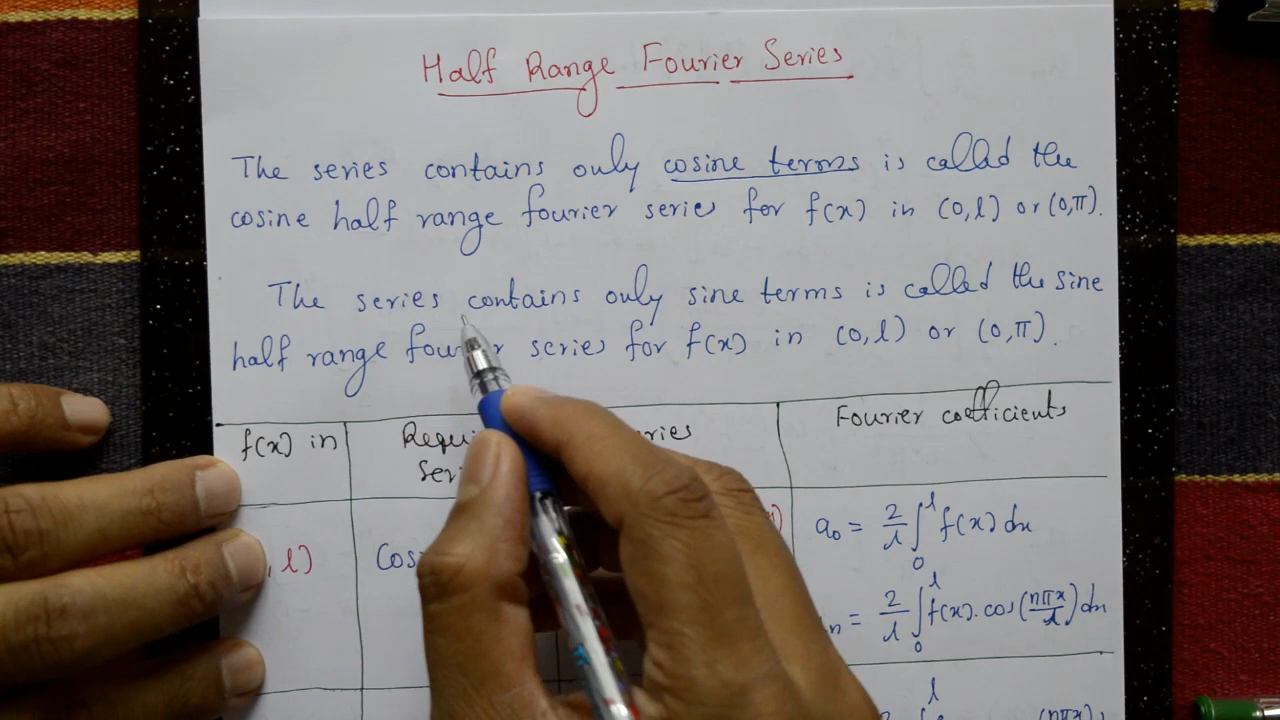 Half Range Fourier Series
The series contains only cosine terms is called the
cosine half range fourier series for f(x) in (0,l) or (0,π).
The series contains only sine terms is called the sine
half range fourier series for f(x) in (0,l) or (0,π).
f(x) in
Fourier coefficients
, l)
a₀ = 2/l ∫₀ˡ f(x) dx
n = 2/l ∫₀ˡ f(x). cos(nπx/l) dx